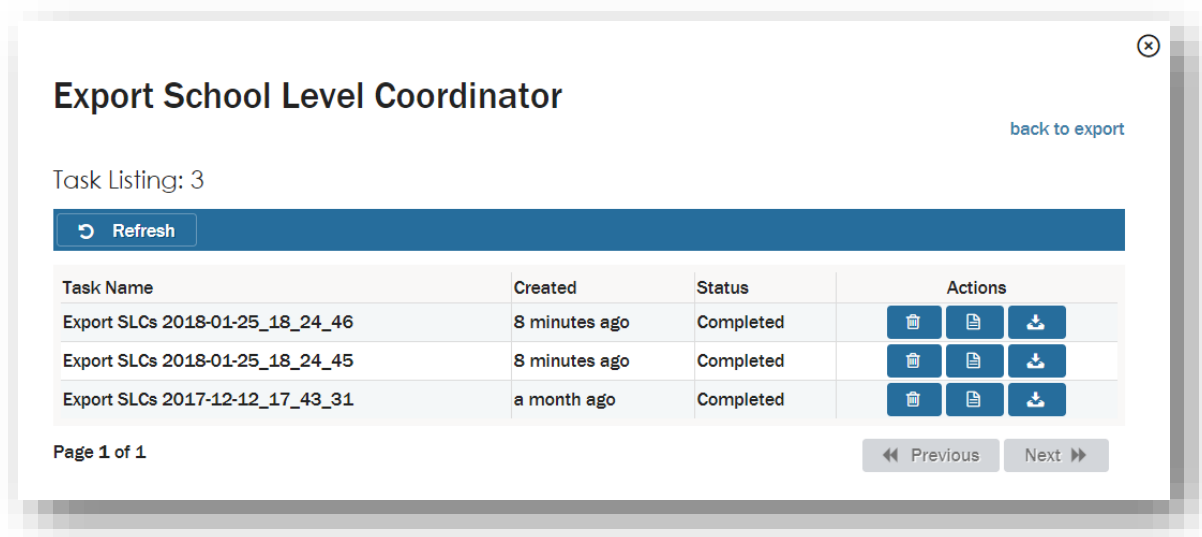 Export School Level Coordinator
back to export
Task Listing: 3
Refresh
Task Name Created Status Actions
Export SLCs 2018-01-25_18_24_46 8 minutes ago Completed
Export SLCs 2018-01-25_18_24_45 8 minutes ago Completed
Export SLCs 2017-12-12_17_43_31 a month ago Completed
Page 1 of 1 Previous Next